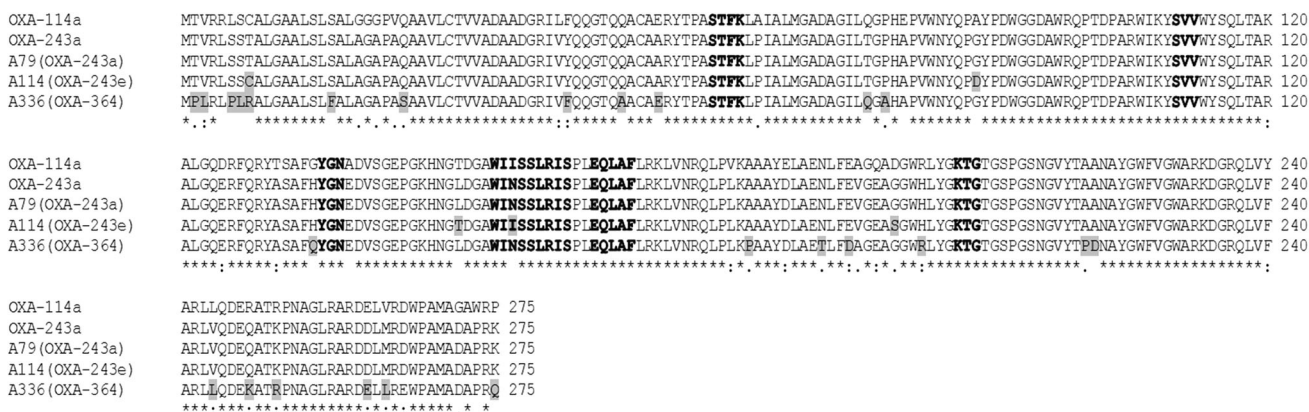 OXA-114a MTVRRLSCALGAALSLSALGGGPVQAAVLCTVVADAADGRILFQQGTQQACAERYTPASTFKLAIALMGADAGILQGPHEPVWNYQPAYPDWGGDAWRQPTDPARWIKYSVVWYSQLTAK 120
OXA-243a MTVRLSSTALGAALSLSALAGAPAQAAVLCTVVADAADGRIVYQQGTQQACAARYTPASTFKLPIALMGADAGILTGPHAPVWNYQPGYPDWGGDAWRQPTDPARWIKYSVVWYSQLTAR 120
A79(OXA-243a) MTVRLSSTALGAALSLSALAGAPAQAAVLCTVVADAADGRIVYQQGTQQACAARYTPASTFKLPIALMGADAGILTGPHAPVWNYQPGYPDWGGDAWRQPTDPARWIKYSVVWYSQLTAR 120
A114(OXA-243e) MTVRLSSCALGAALSLSALAGAPAQAAVLCTVVADAADGRIVYQQGTQQACAARYTPASTFKLPIALMGADAGILTGPHAPVWNYQPDYPDWGGDAWRQPTDPARWIKYSVVWYSQLTAR 120
A336(OXA-364) MPLRLPLRALGAALSLFALAGAPASAAVLCTVVADAADGRIVFQQGTQAACAERYTPASTFKLPIALMGADAGILQGAHAPVWNYQPGYPDWGGDAWRQPTDPARWIKYSVVWYSQLTAR 120
OXA-114a ALGQDRFQRYTSAFGYGNADVSGEPGKHNGTDGAWIISSLRISPLEQLAFLRKLVNRQLPVKAAAYELAENLFEAGQADGWRLYGKTGTGSPGSNGVYTAANAYGWFVGWARKDGRQLVY 240
OXA-243a ALGQERFQRYASAFHYGNEDVSGEPGKHNGLDGAWINSSLRISPLEQLAFLRKLVNRQLPLKAAAYDLAENLFEVGEAGGWHLYGKTGTGSPGSNGVYTAANAYGWFVGWARKDGRQLVF 240
A79(OXA-243a) ALGQERFQRYASAFHYGNEDVSGEPGKHNGLDGAWINSSLRISPLEQLAFLRKLVNRQLPLKAAAYDLAENLFEVGEAGGWHLYGKTGTGSPGSNGVYTAANAYGWFVGWARKDGRQLVF 240
A114(OXA-243e) ALGQERFQRYASAFHYGNEDVSGEPGKHNGTDGAWIISSLRISPLEQLAFLRKLVNRQLPLKAAAYDLAENLFEVGEASGWHLYGKTGTGSPGSNGVYTAANAYGWFVGWARKDGRQLVF 240
A336(OXA-364) ALGQERFQRYASAFQYGNEDVSGEPGKHNGLDGAWINSSLRISPLEQLAFLRKLVNRQLPLKPAAYDLAETLFDAGEAGGWRLYGKTGTGSPGSNGVYTPDNAYGWFVGWARKDGRQLVF 240
OXA-114a ARLLQDERATRPNAGLRARDELVRDWPAMAGAWRP 275
OXA-243a ARLVQDEQATKPNAGLRARDDLMRDWPAMADAPRK 275
A79(OXA-243a) ARLVQDEQATKPNAGLRARDDLMRDWPAMADAPRK 275
A114(OXA-243e) ARLVQDEQATKPNAGLRARDDLMRDWPAMADAPRK 275
A336(OXA-364) ARLLQDEKATRPNAGLRARDELLREWPAMADAPRQ 275